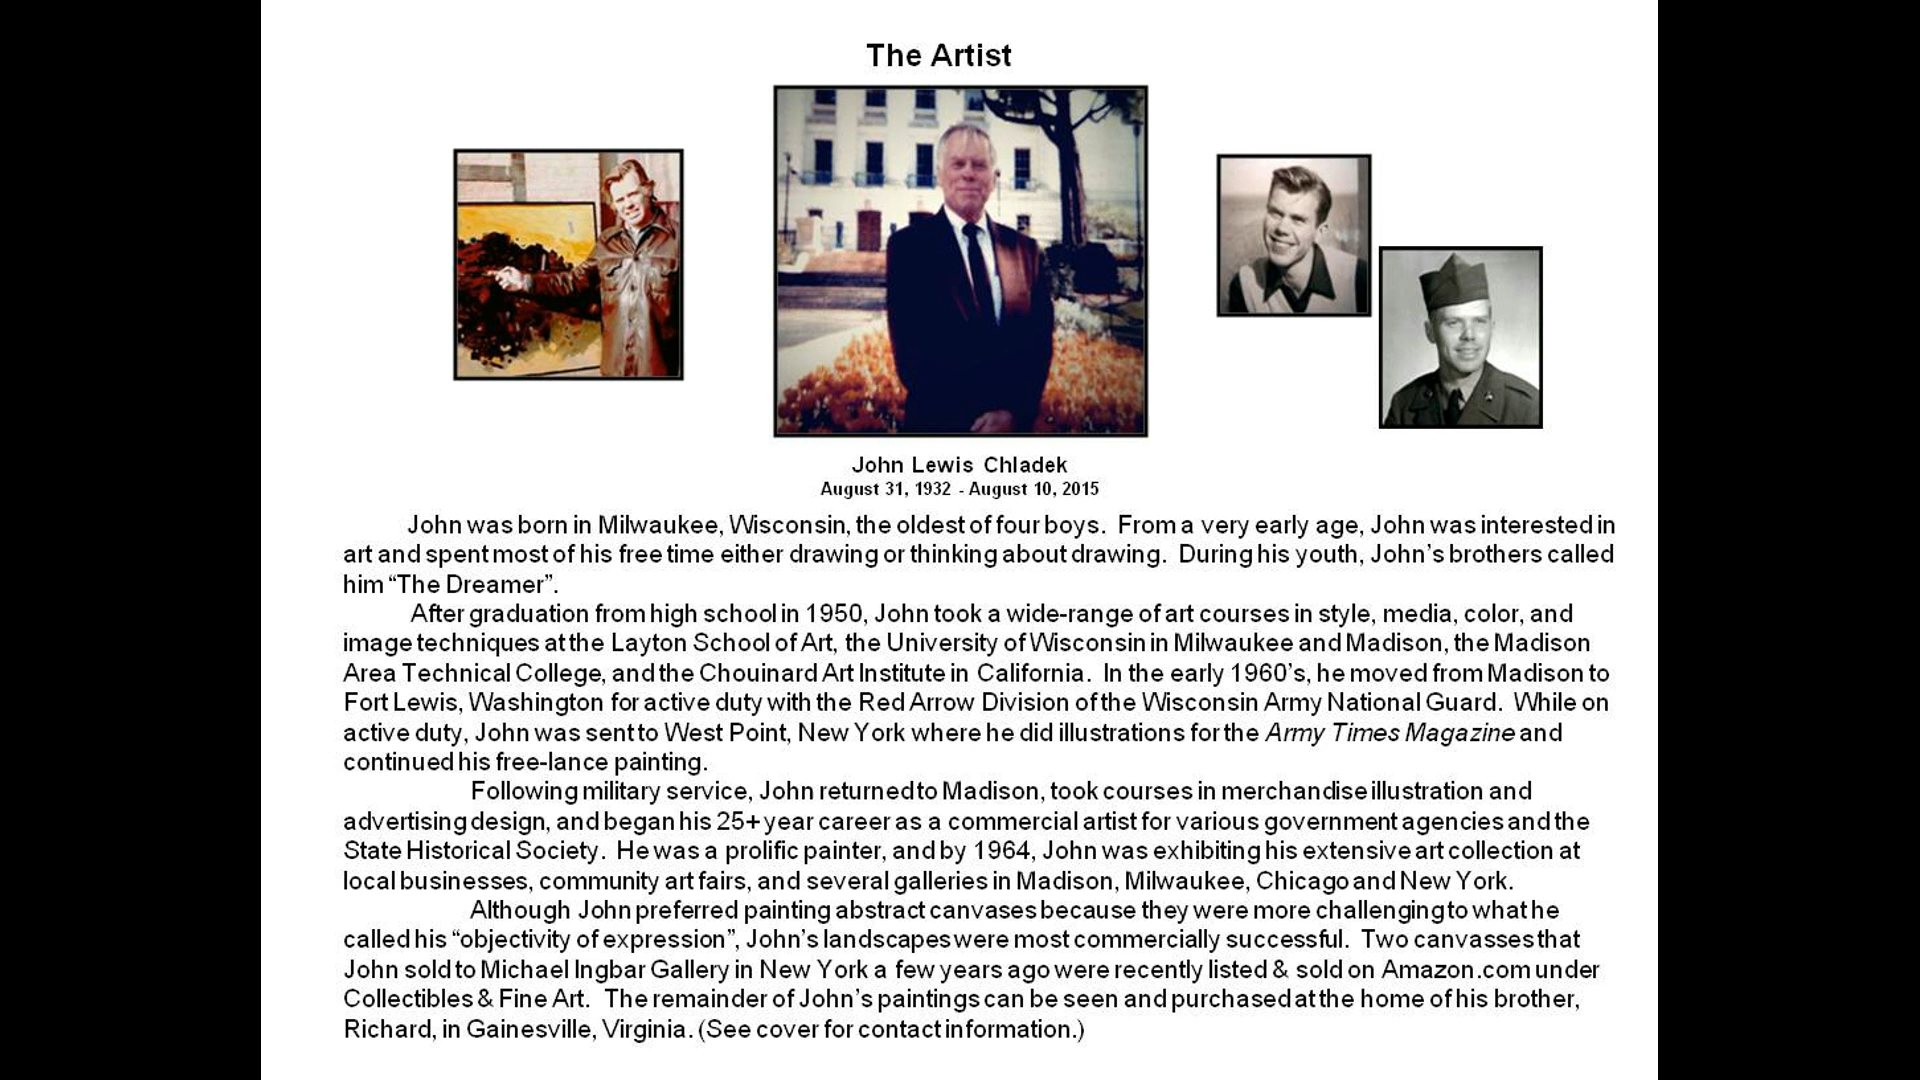 The Artist
John Lewis Chladek
August 31, 1932 - August 10, 2015
John was born in Milwaukee, Wisconsin, the oldest of four boys. From a very early age, John was interested in
art and spent most of his free time either drawing or thinking about drawing. During his youth, John’s brothers called
him “The Dreamer”.
After graduation from high school in 1950, John took a wide-range of art courses in style, media, color, and
image techniques at the Layton School of Art, the University of Wisconsin in Milwaukee and Madison, the Madison
Area Technical College, and the Chouinard Art Institute in California. In the early 1960’s, he moved from Madison to
Fort Lewis, Washington for active duty with the Red Arrow Division of the Wisconsin Army National Guard. While on
active duty, John was sent to West Point, New York where he did illustrations for the Army Times Magazine and
continued his free-lance painting.
Following military service, John returned to Madison, took courses in merchandise illustration and
advertising design, and began his 25+ year career as a commercial artist for various government agencies and the
State Historical Society. He was a prolific painter, and by 1964, John was exhibiting his extensive art collection at
local businesses, community art fairs, and several galleries in Madison, Milwaukee, Chicago and New York.
Although John preferred painting abstract canvases because they were more challenging to what he
called his “objectivity of expression”, John’s landscapes were most commercially successful. Two canvasses that
John sold to Michael Ingbar Gallery in New York a few years ago were recently listed & sold on Amazon.com under
Collectibles & Fine Art. The remainder of John’s paintings can be seen and purchased at the home of his brother,
Richard, in Gainesville, Virginia. (See cover for contact information.)